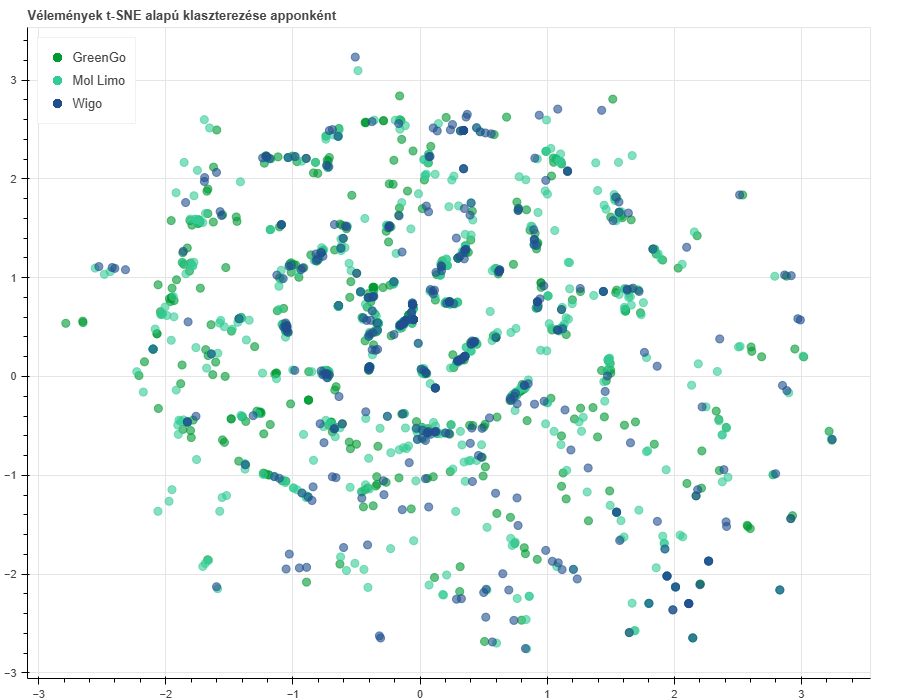 Vélemények t-SNE alapú klaszterezése apponként
GreenGo
Mol Limo
Wigo
3
2
1
0
−1
−2
−3
−3 −2 −1 0 1 2 3